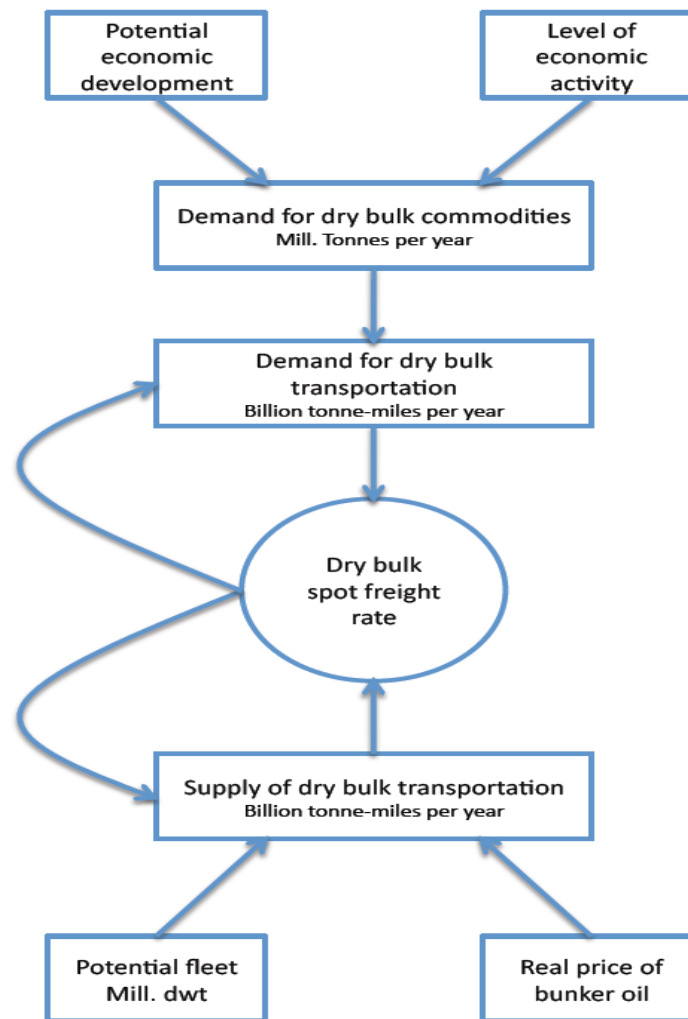 Potential
economic
development
Level of
economic
activity
Demand for dry bulk commodities
Mill. Tonnes per year
Demand for dry bulk
transportation
Billion tonne-miles per year
Dry bulk
spot freight
rate
Supply of dry bulk transportation
Billion tonne-miles per year
Potential fleet
Mill. dwt
Real price of
bunker oil